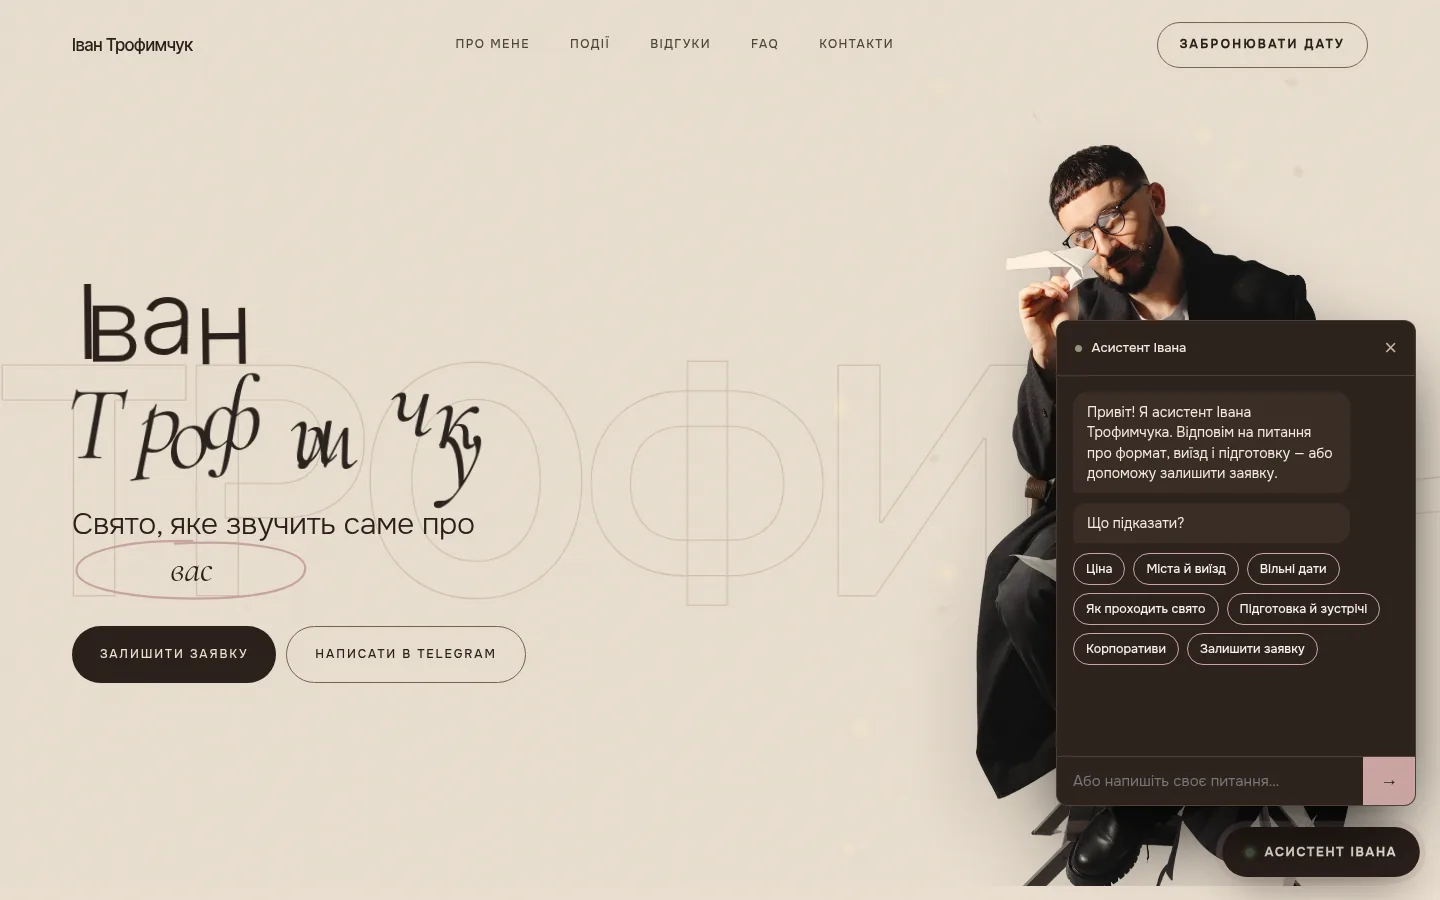 Іван Трофимчук
ПРО МЕНЕ
ПОДІЇ
ВІДГУКИ
FAQ
КОНТАКТИ
ЗАБРОНЮВАТИ ДАТУ
Іван
Трофимчук
ТРОФИ
Свято, яке звучить саме про
вас
ЗАЛИШИТИ ЗАЯВКУ
НАПИСАТИ В TELEGRAM
Асистент Івана
×
Привіт! Я асистент Івана
Трофимчука. Відповім на питання
про формат, виїзд і підготовку — або
допоможу залишити заявку.
Що підказати?
Ціна
Міста й виїзд
Вільні дати
Як проходить свято
Підготовка й зустрічі
Корпоративи
Залишити заявку
Або напишіть своє питання...
→
АСИСТЕНТ ІВАНА